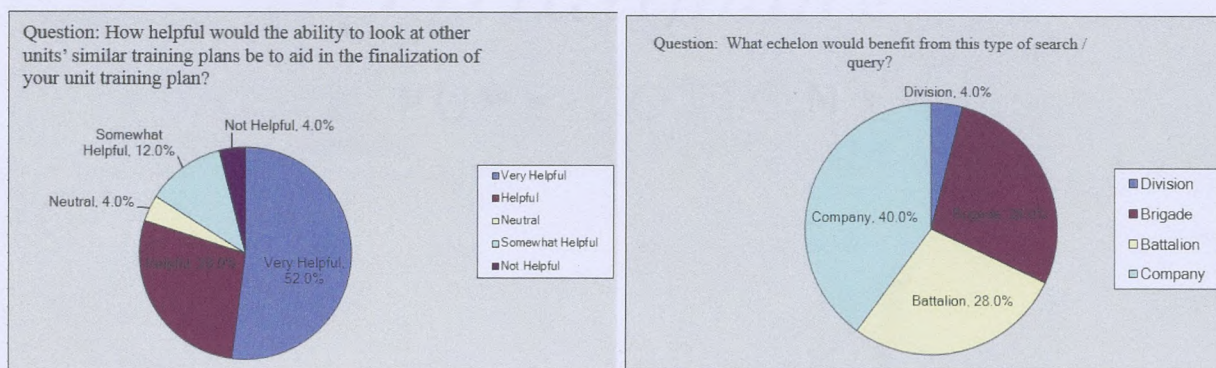 Question: How helpful would the ability to look at other
units' similar training plans be to aid in the finalization of
your unit training plan?
Not Helpful, 4.0%
Somewhat
Helpful, 12.0%
Neutral, 4.0%
Very Helpful,
52.0%
Very Helpful
Helpful
Neutral
Somewhat Helpful
Not Helpful
Question: What echelon would benefit from this type of search /
query?
Division, 4.0%
Company, 40.0%
Battalion, 28.0%
Division
Brigade
Battalion
Company